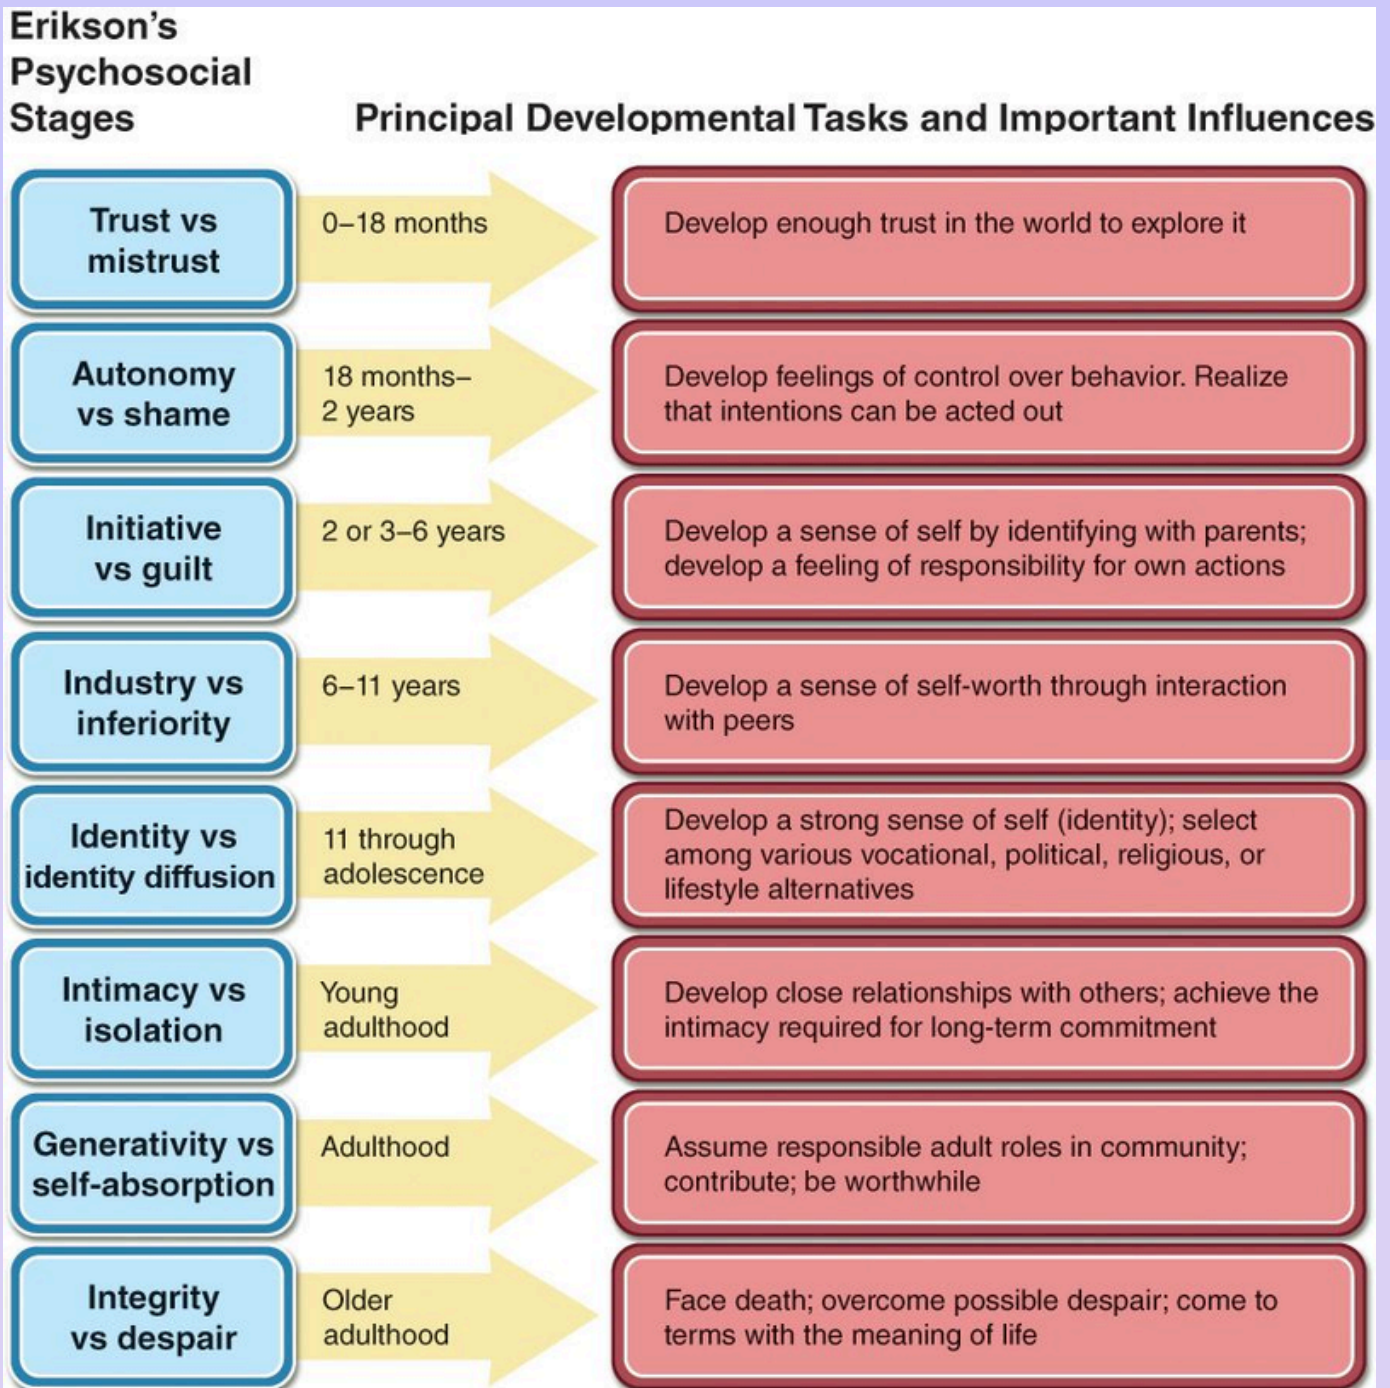 Erikson's
Psychosocial
Stages
Principal Developmental Tasks and Important Influences
Trust vs
mistrust
0–18 months
Develop enough trust in the world to explore it
Autonomy
vs shame
18 months–
2 years
Develop feelings of control over behavior. Realize
that intentions can be acted out
Initiative
vs guilt
2 or 3–6 years
Develop a sense of self by identifying with parents;
develop a feeling of responsibility for own actions
Industry vs
inferiority
6–11 years
Develop a sense of self-worth through interaction
with peers
Identity vs
identity diffusion
11 through
adolescence
Develop a strong sense of self (identity); select
among various vocational, political, religious, or
lifestyle alternatives
Intimacy vs
isolation
Young
adulthood
Develop close relationships with others; achieve the
intimacy required for long-term commitment
Generativity vs
self-absorption
Adulthood
Assume responsible adult roles in community;
contribute; be worthwhile
Integrity
vs despair
Older
adulthood
Face death; overcome possible despair; come to
terms with the meaning of life